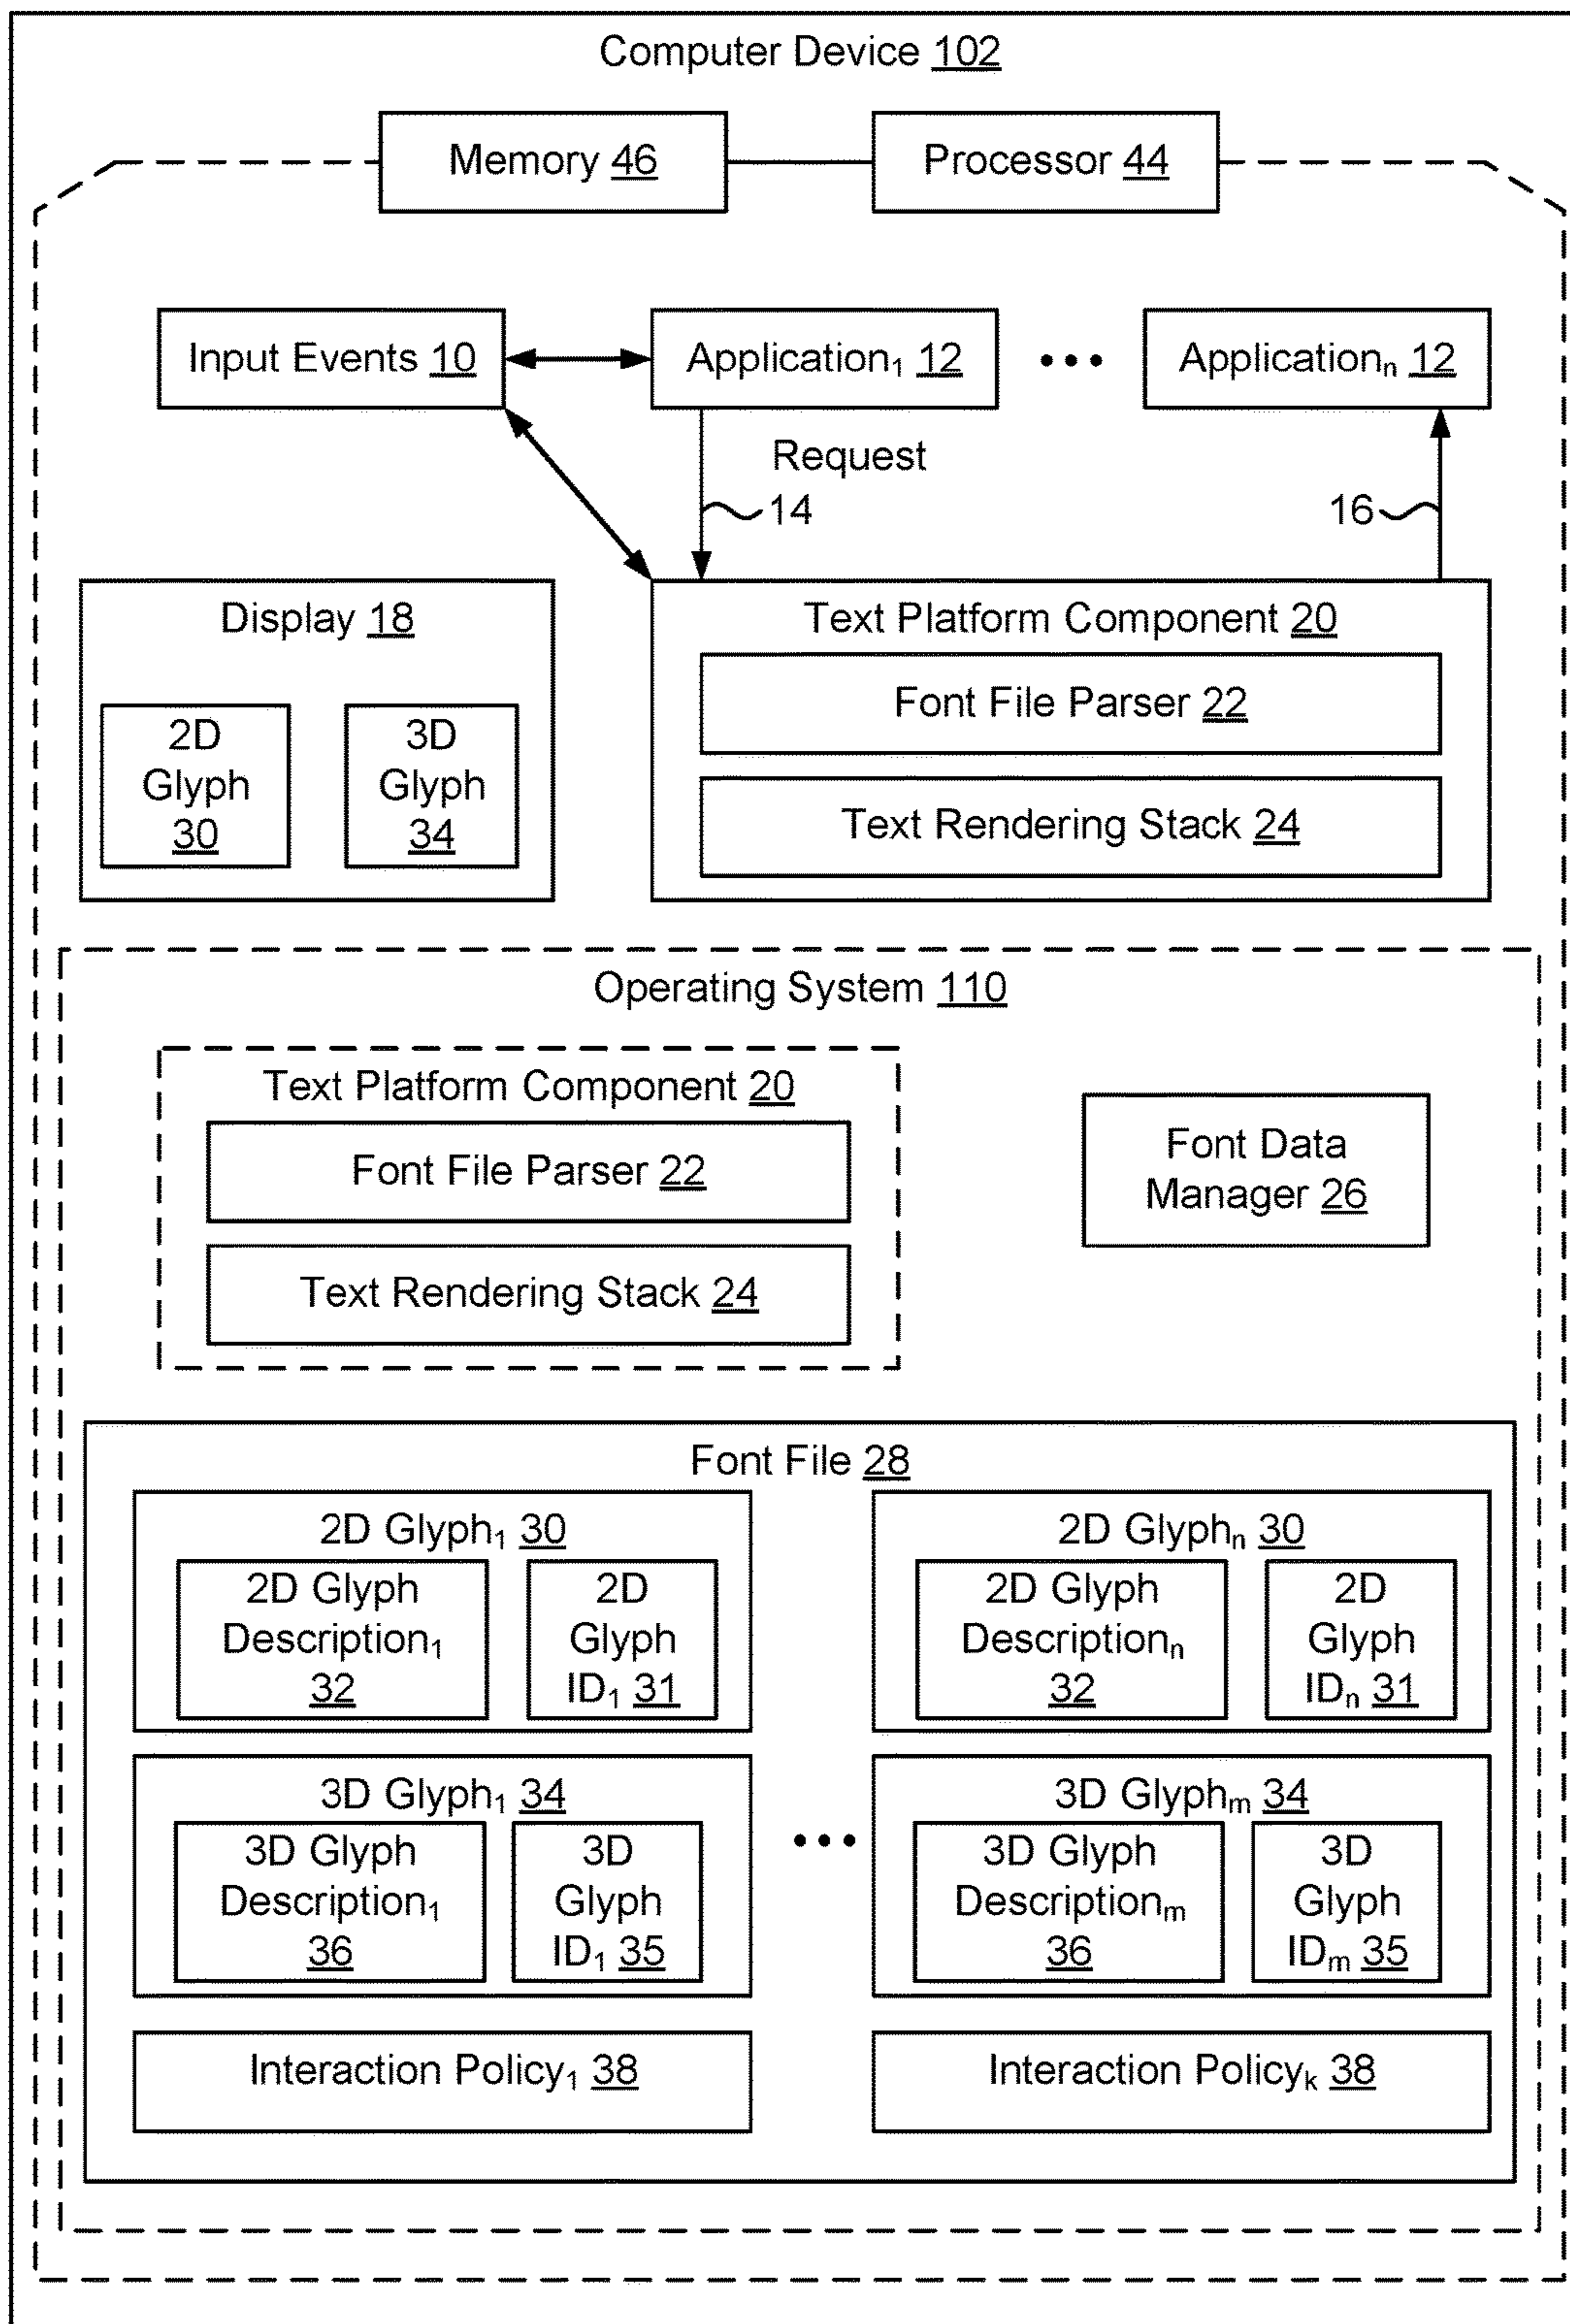 Computer Device 102
Memory 46
Processor 44
Input Events 10
Application1 12
•••
Applicationn 12
Request
14
16
Display 18
2D
Glyph
30
3D
Glyph
34
Text Platform Component 20
Font File Parser 22
Text Rendering Stack 24
Operating System 110
Text Platform Component 20
Font File Parser 22
Text Rendering Stack 24
Font Data
Manager 26
Font File 28
2D Glyph1 30
2D Glyph
Description1
32
2D
Glyph
ID1 31
2D Glyphn 30
2D Glyph
Descriptionn
32
2D
Glyph
IDn 31
3D Glyph1 34
3D Glyph
Description1
36
3D
Glyph
ID1 35
•••
3D Glyphm 34
3D Glyph
Descriptionm
36
3D
Glyph
IDm 35
Interaction Policy1 38
Interaction Policyk 38